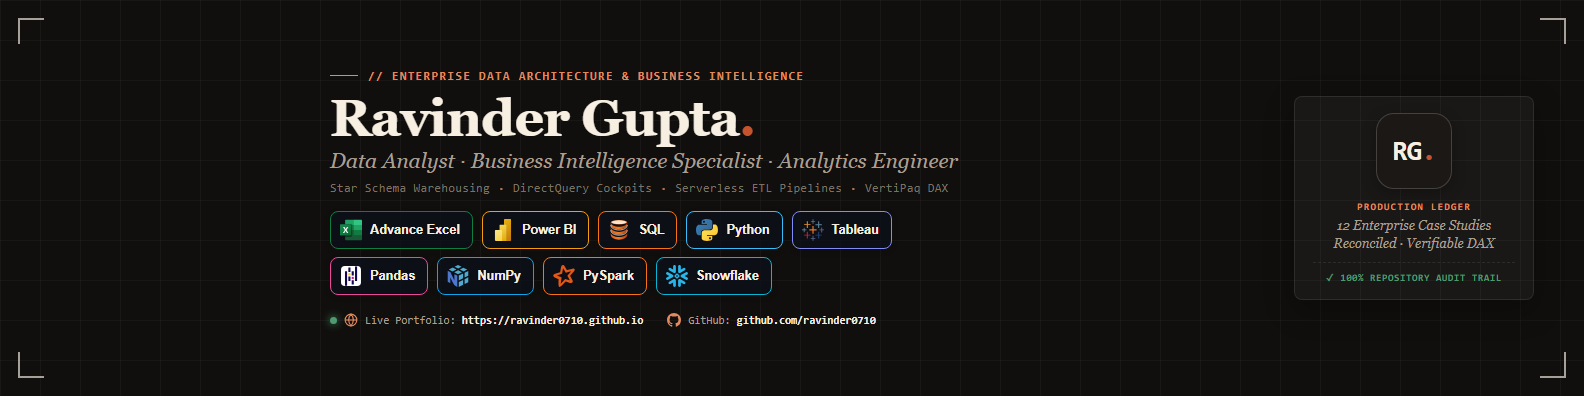 // ENTERPRISE DATA ARCHITECTURE & BUSINESS INTELLIGENCE
Ravinder Gupta.
Data Analyst · Business Intelligence Specialist · Analytics Engineer
Star Schema Warehousing • DirectQuery Cockpits • Serverless ETL Pipelines • VertiPaq DAX
Advance Excel Power BI SQL Python Tableau
Pandas NumPy PySpark Snowflake
Live Portfolio: https://ravinder0710.github.io GitHub: github.com/ravinder0710
RG.
PRODUCTION LEDGER
12 Enterprise Case Studies
Reconciled · Verifiable DAX
✓ 100% REPOSITORY AUDIT TRAIL